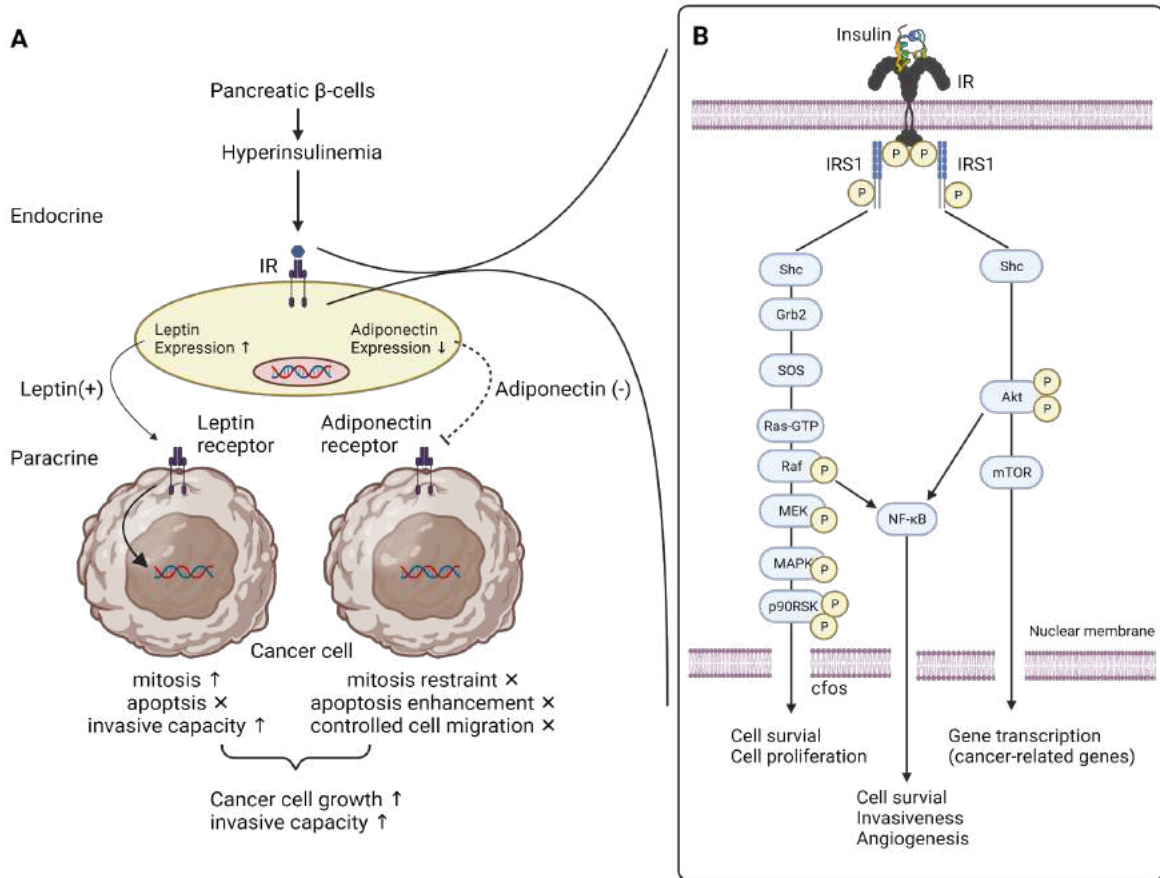 A
Pancreatic β-cells
Hyperinsulinemia
Endocrine
IR
Leptin
Expression ↑
Adiponectin
Expression ↓
Leptin(+)
Adiponectin (-)
Leptin
receptor
Adiponectin
receptor
Paracrine
Cancer cell
mitosis ↑
apoptsis ×
invasive capacity ↑
mitosis restraint ×
apoptosis enhancement ×
controlled cell migration ×
Cancer cell growth ↑
invasive capacity ↑
B
Insulin
IR
P
P
IRS1
IRS1
P
P
Shc
Grb2
SOS
Ras-GTP
Raf
P
MEK
P
MAPK
P
p90RSK
P
P
Shc
Akt
P
P
mTOR
NF-κB
Nuclear membrane
cfos
Cell survial
Cell proliferation
Gene transcription
(cancer-related genes)
Cell survial
Invasiveness
Angiogenesis